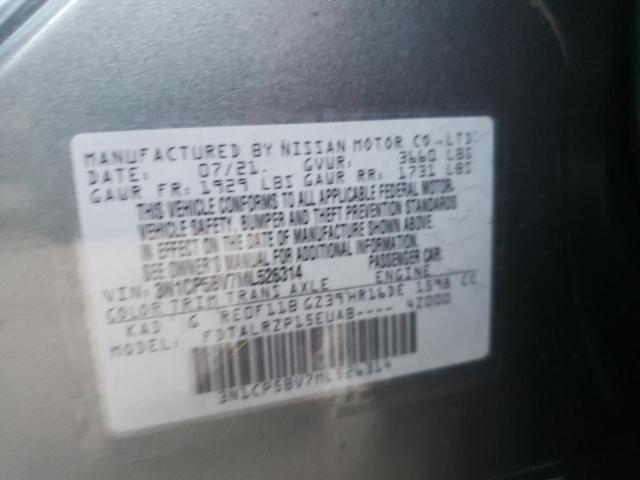 MANUFACTURED BY NISSAN MOTOR CO.,LTD.
DATE: 07/21. GVWR: 3660 LBS
GAWR FR: 1929 LBS GAWR RR: 1731 LBS
THIS VEHICLE CONFORMS TO ALL APPLICABLE FEDERAL MOTOR
VEHICLE SAFETY, BUMPER AND THEFT PREVENTION STANDARDS
IN EFFECT ON THE DATE OF MANUFACTURE SHOWN ABOVE.
SEE OWNERS MANUAL FOR ADDITIONAL INFORMATION.
VIN: 3N1CP5BV7ML526314 PASSENGER CAR.
COLOR TRIM TRANS AXLE ENGINE
KAD G RE0F11B GZ39 HR16DE 1598 CC
MODEL: FDTALRZP15EUAB---- 42000
3N1CP5BV7ML526314